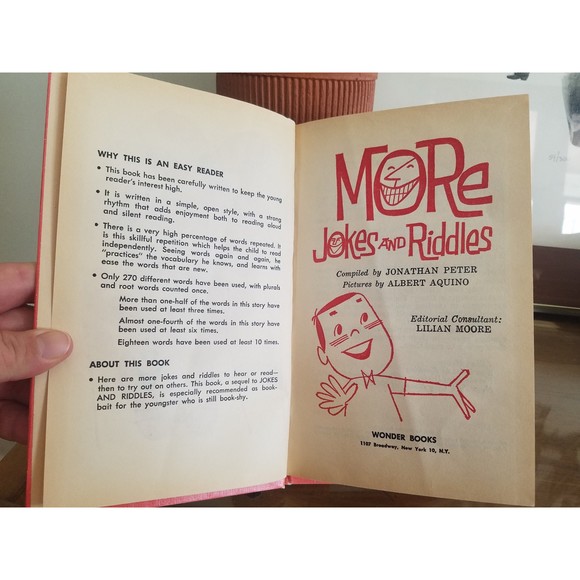 WHY THIS IS AN EASY READER
• This book has been carefully written to keep the young
reader's interest high.
• It is written in a simple, open style, with a strong
rhythm that adds enjoyment both to reading aloud
and silent reading.
• There is a very high percentage of words repeated. It
is this skillful repetition which helps the child to read
independently. Seeing words again and again, he
"practices" the vocabulary he knows, and learns with
ease the words that are new.
• Only 270 different words have been used, with plurals
and root words counted once.
More than one-half of the words in this story have
been used at least three times.
Almost one-fourth of the words in this story have
been used at least six times.
Eighteen words have been used at least 10 times.
ABOUT THIS BOOK
• Here are more jokes and riddles to hear or read—
then to try out on others. This book, a sequel to JOKES
AND RIDDLES, is especially recommended as book-
bait for the youngster who is still book-shy.
MORe
JOKES AND RIDDLES
Compiled by JONATHAN PETER
Pictures by ALBERT AQUINO
Editorial Consultant:
LILIAN MOORE
WONDER BOOKS
1107 Broadway, New York 10, N.Y.